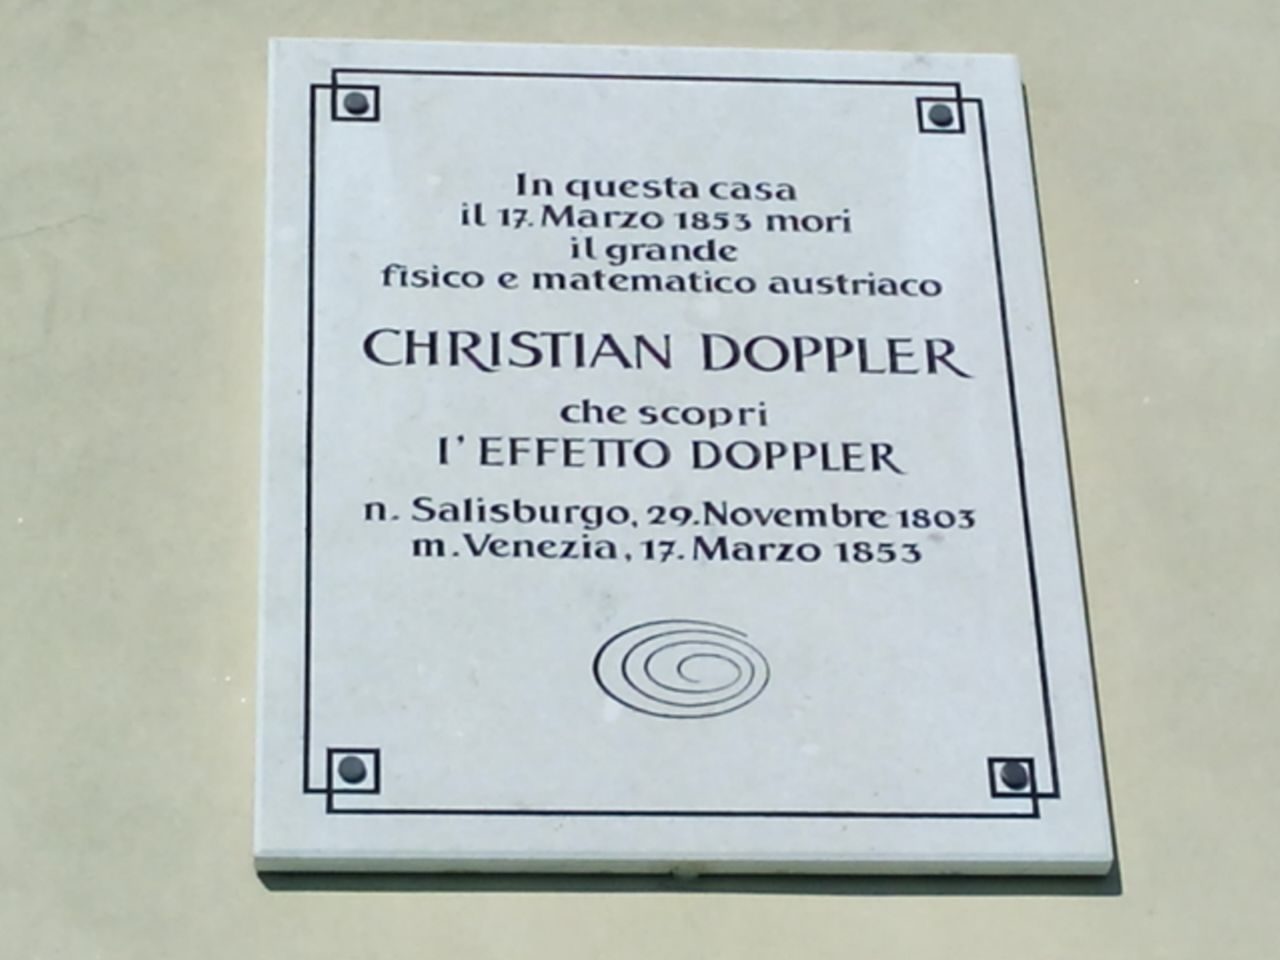 In questa casa
il 17. Marzo 1853 mori
il grande
fisico e matematico austriaco
CHRISTIAN DOPPLER
che scopri
l' EFFETTO DOPPLER
n. Salisburgo, 29. Novembre 1803
m. Venezia, 17. Marzo 1853